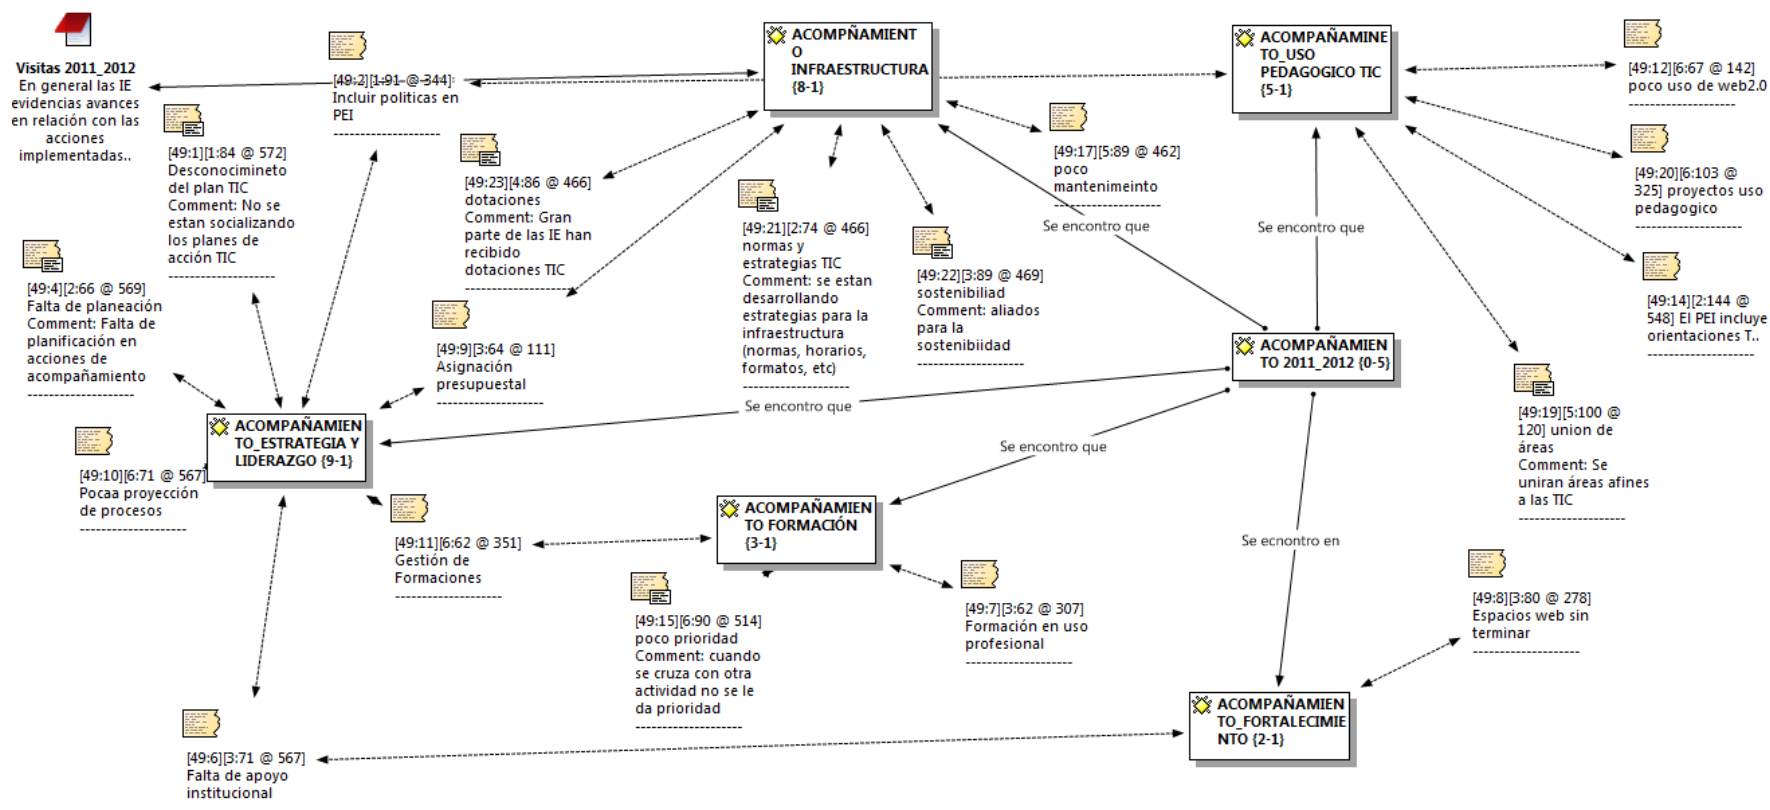 Visitas 2011_2012
En general las IE
evidencias avances
en relación con las
acciones
implementadas..
[49:2][1:91 @ 344]
Incluir politicas en
PEI
--------------------
[49:1][1:84 @ 572]
Desconocimineto
del plan TIC
Comment: No se
estan socializando
los planes de
acción TIC
--------------------
[49:4][2:66 @ 569]
Falta de planeación
Comment: Falta de
planificación en
acciones de
acompañamiento
--------------------
[49:10][6:71 @ 567]
Pocaa proyección
de procesos
--------------------
ACOMPAÑAMIEN
TO_ESTRATEGIA Y
LIDERAZGO {9-1}
[49:6][3:71 @ 567]
Falta de apoyo
institucional
ACOMPÑAMIENT
O
INFRAESTRUCTURA
{8-1}
[49:23][4:86 @ 466]
dotaciones
Comment: Gran
parte de las IE han
recibido
dotaciones TIC
--------------------
[49:9][3:64 @ 111]
Asignación
presupuestal
--------------------
[49:21][2:74 @ 466]
normas y
estrategias TIC
Comment: se estan
desarrollando
estrategias para la
infraestructura
(normas, horarios,
formatos, etc)
--------------------
[49:22][3:89 @ 469]
sostenibiliad
Comment: aliados
para la
sostenibiidad
--------------------
[49:17][5:89 @ 462]
poco
mantenimeinto
--------------------
Se encontro que
Se encontro que
Se encontro que
Se encontro que
Se ecnontro en
[49:11][6:62 @ 351]
Gestión de
Formaciones
--------------------
ACOMPAÑAMIEN
TO FORMACIÓN
{3-1}
[49:15][6:90 @ 514]
poco prioridad
Comment: cuando
se cruza con otra
actividad no se le
da prioridad
--------------------
[49:7][3:62 @ 307]
Formación en uso
profesional
--------------------
ACOMPAÑAMINE
TO_USO
PEDAGOGICO TIC
{5-1}
[49:12][6:67 @ 142]
poco uso de web2.0
--------------------
[49:20][6:103 @
325] proyectos uso
pedagogico
--------------------
[49:14][2:144 @
548] El PEI incluye
orientaciones T..
--------------------
ACOMPAÑAMIEN
TO 2011_2012 {0-5}
[49:19][5:100 @
120] union de
áreas
Comment: Se
uniran áreas afines
a las TIC
--------------------
[49:8][3:80 @ 278]
Espacios web sin
terminar
--------------------
ACOMPAÑAMIEN
TO_FORTALECIMIE
NTO {2-1}